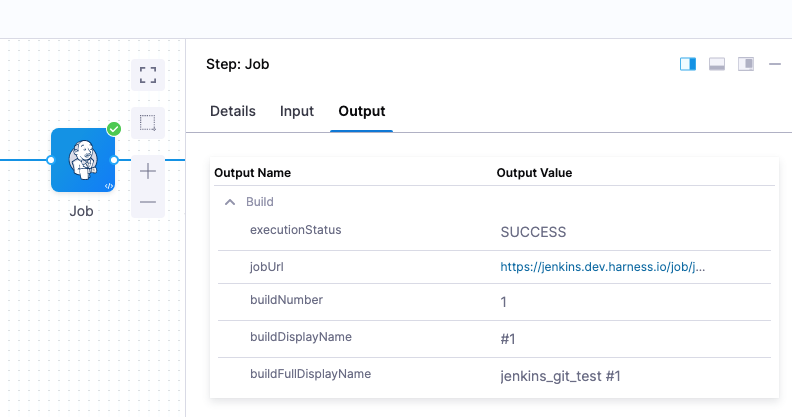 Step: Job
Details Input Output
Output Name Output Value
Build
executionStatus SUCCESS
jobUrl https://jenkins.dev.harness.io/job/j...
buildNumber 1
buildDisplayName #1
buildFullDisplayName jenkins_git_test #1
</>
Job